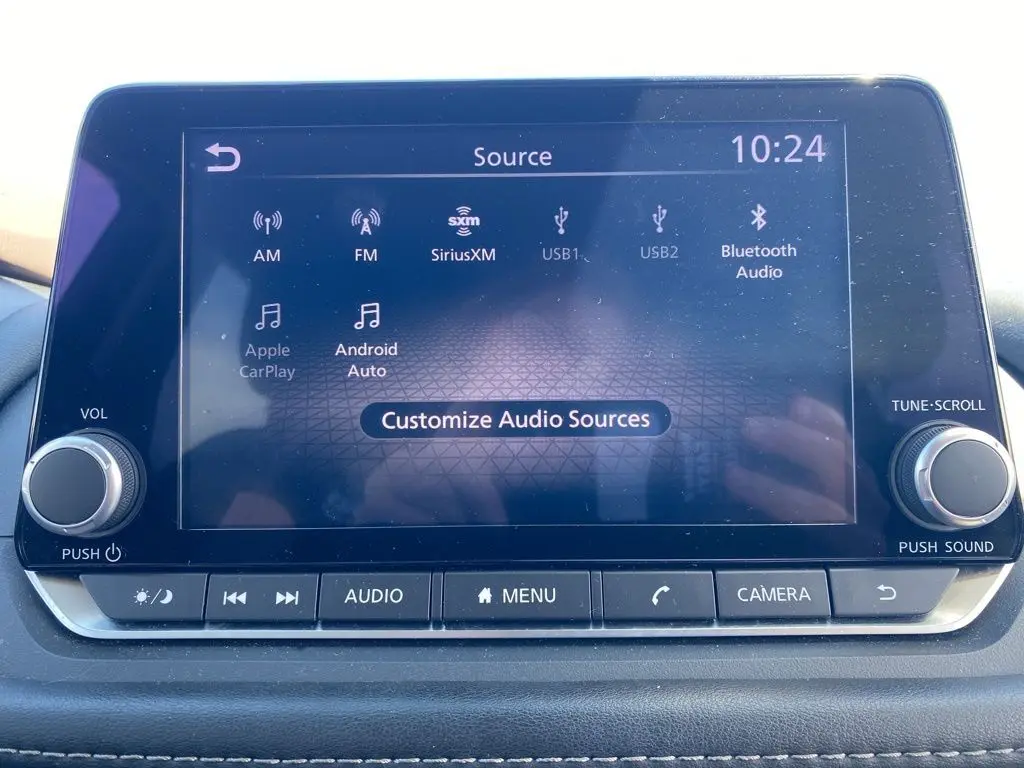 Source
10:24
AM
FM
sxm
SiriusXM
USB1
USB2
Bluetooth
Audio
Apple
CarPlay
Android
Auto
Customize Audio Sources
VOL
PUSH
TUNE·SCROLL
PUSH SOUND
AUDIO
MENU
CAMERA